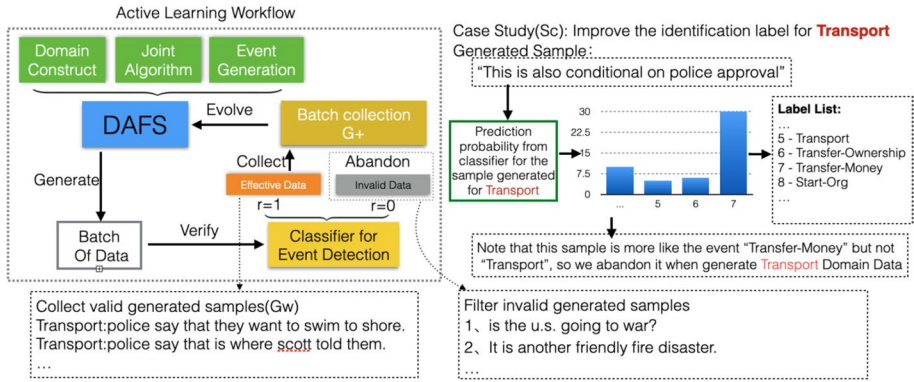 Active Learning Workflow
Domain
Construct
Joint
Algorithm
Event
Generation
DAFS
Evolve
Batch collection
G+
Collect
Abandon
Effective Data
Invalid Data
r=1
r=0
Generate
Batch
Of Data
Verify
Classifier for
Event Detection
Collect valid generated samples(Gw)
Transport:police say that they want to swim to shore.
Transport:police say that is where scott told them.
…
Case Study(Sc): Improve the identification label for Transport
Generated Sample:
“This is also conditional on police approval”
Prediction
probability from
classifier for the
sample generated
for Transport
30
22.5
15
7.5
0
...
5
6
7
Label List:
...
5 - Transport
6 - Transfer-Ownership
7 - Transfer-Money
8 - Start-Org
…
Note that this sample is more like the event “Transfer-Money” but not
“Transport”, so we abandon it when generate Transport Domain Data
Filter invalid generated samples
1、is the u.s. going to war?
2、It is another friendly fire disaster.
…